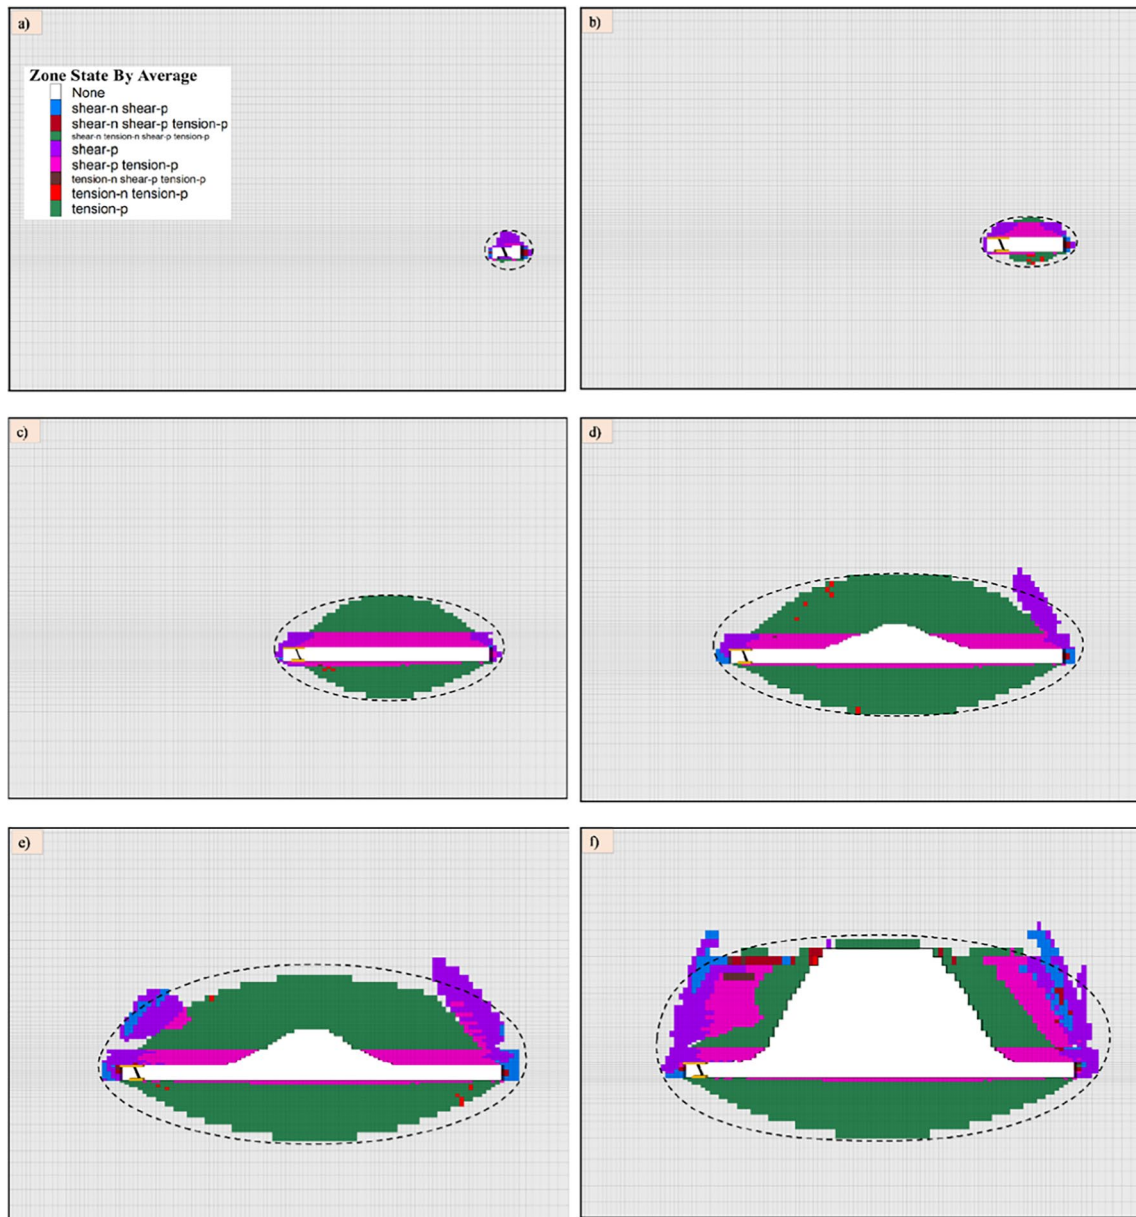 a)
b)
Zone State By Average
None
shear-n shear-p
shear-n shear-p tension-p
shear-n tension-n shear-p tension-p
shear-p
shear-p tension-p
tension-n shear-p tension-p
tension-n tension-p
tension-p
c)
d)
e)
f)